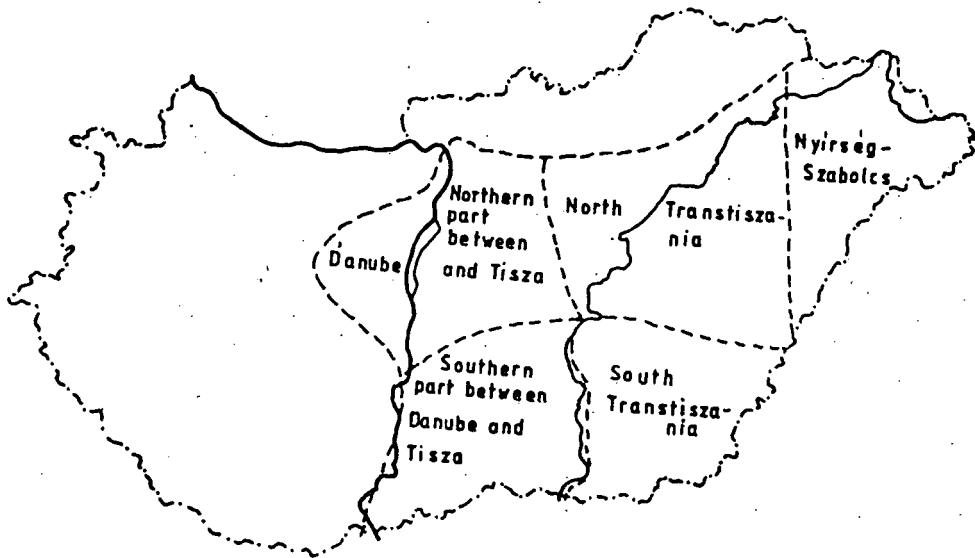 Northern
part
between
Danube and Tisza
North Transtisza-
nia
Nyírség-
Szabolcs
Southern
part between
Danube and
Tisza
South
Transtisza-
nia